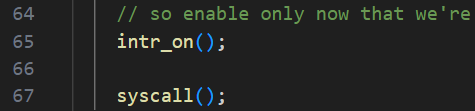 64 // so enable only now that we're
65 intr_on();
66
67 syscall();